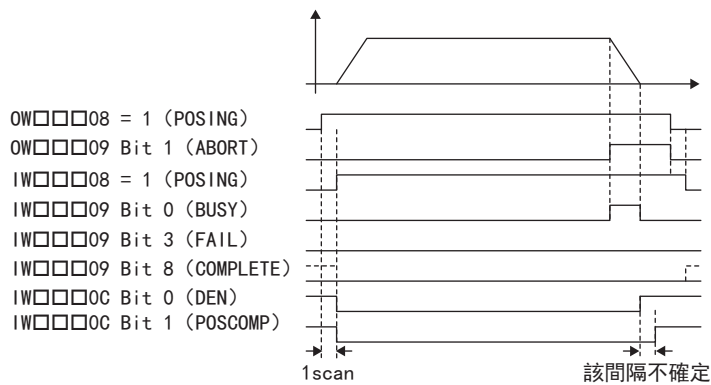 OW□□□08 = 1 (POSING)
OW□□□09 Bit 1 (ABORT)
IW□□□08 = 1 (POSING)
IW□□□09 Bit 0 (BUSY)
IW□□□09 Bit 3 (FAIL)
IW□□□09 Bit 8 (COMPLETE)
IW□□□0C Bit 0 (DEN)
IW□□□0C Bit 1 (POSCOMP)
1scan 該間隔不確定